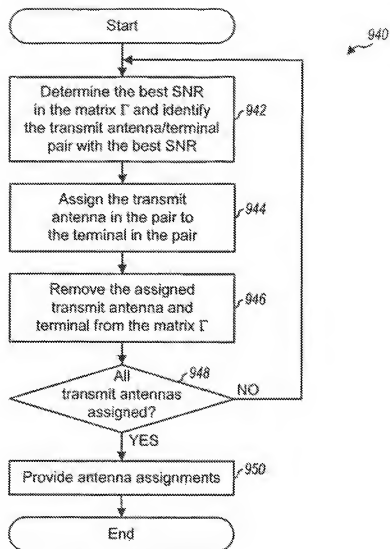 Start
940
Determine the best SNR
in the matrix Γ and identify
the transmit antenna/terminal
pair with the best SNR
942
Assign the transmit
antenna in the pair to
the terminal in the pair
944
Remove the assigned
transmit antenna and
terminal from the matrix Γ
946
All
transmit antennas
assigned?
948
NO
YES
Provide antenna assignments
950
End